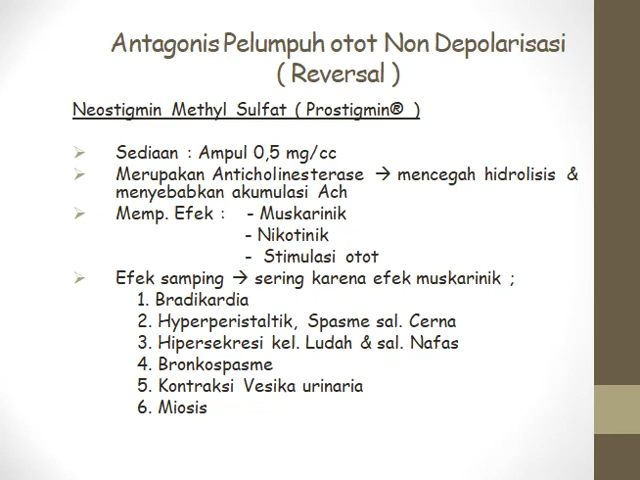 Antagonis Pelumpuh otot Non Depolarisasi
( Reversal )
Neostigmin Methyl Sulfat ( Prostigmin® )
➢ Sediaan : Ampul 0,5 mg/cc
➢ Merupakan Anticholinesterase → mencegah hidrolisis &
menyebabkan akumulasi Ach
➢ Memp. Efek : - Muskarinik
- Nikotinik
- Stimulasi otot
➢ Efek samping → sering karena efek muskarinik ;
1. Bradikardia
2. Hyperperistaltik, Spasme sal. Cerna
3. Hipersekresi kel. Ludah & sal. Nafas
4. Bronkospasme
5. Kontraksi Vesika urinaria
6. Miosis